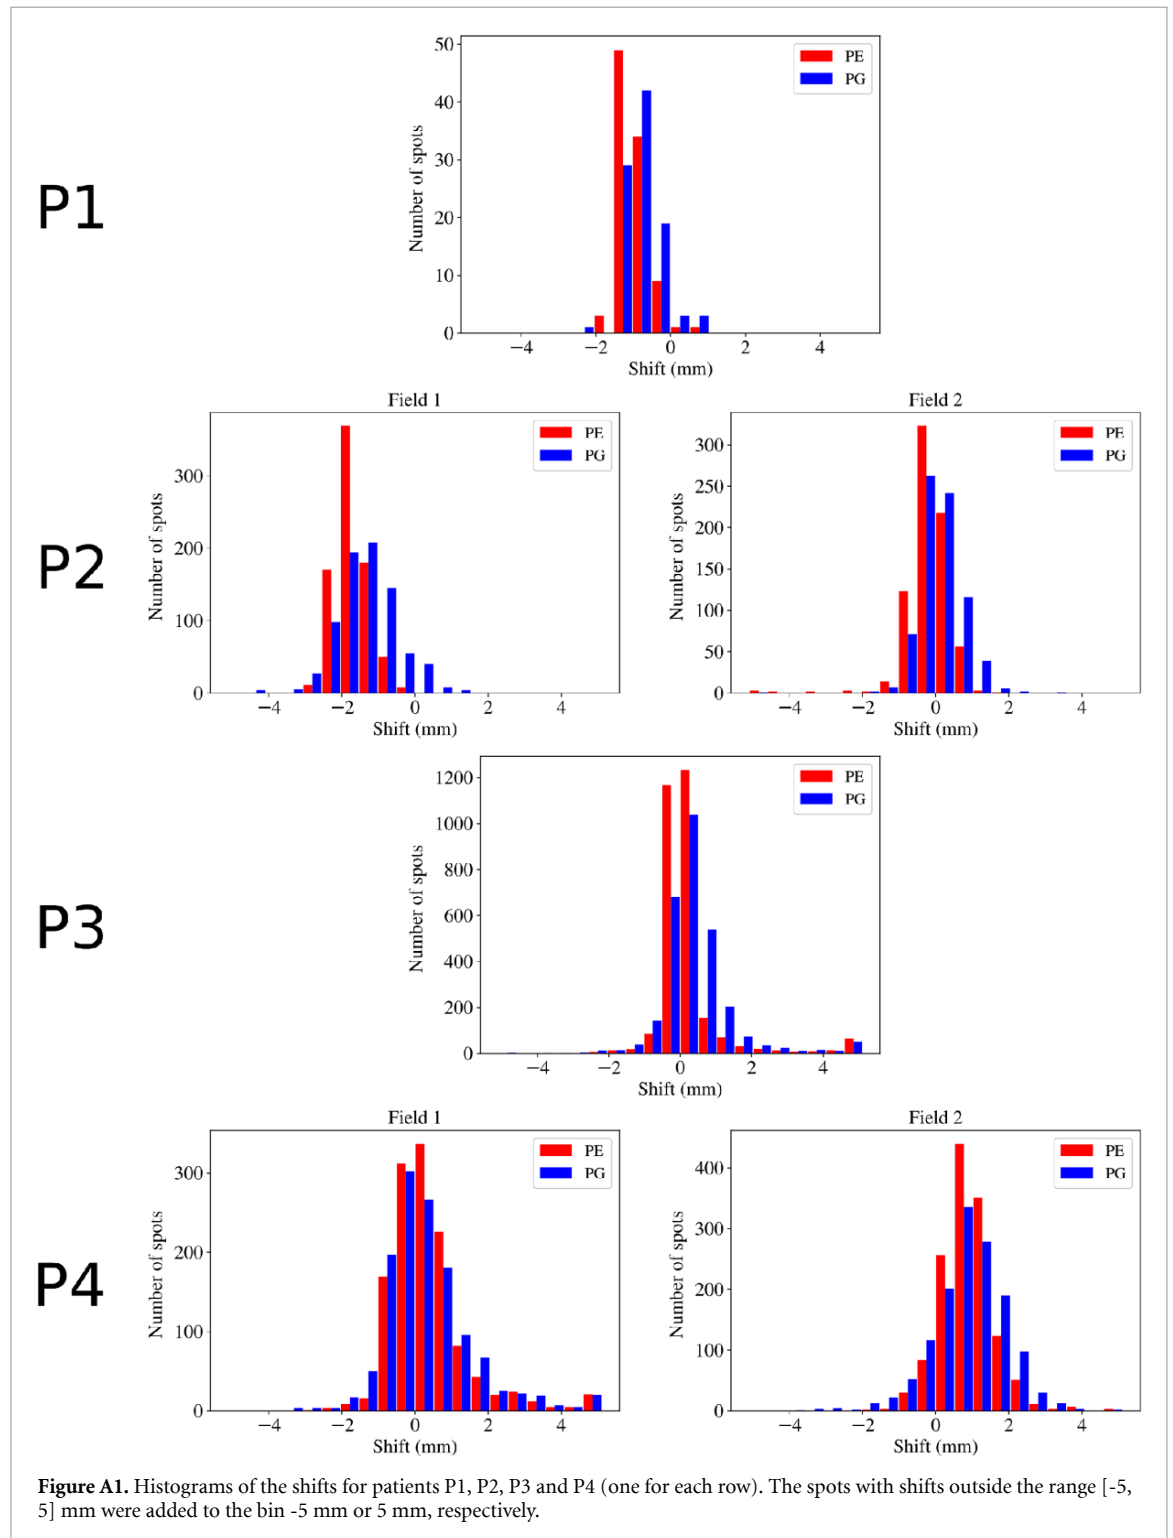 P1
50
40
30
20
10
0
Number of spots
PE
PG
−4 −2 0 2 4
Shift (mm)
P2
Field 1
300
200
100
0
Number of spots
PE
PG
−4 −2 0 2 4
Shift (mm)
Field 2
300
250
200
150
100
50
0
Number of spots
PE
PG
−4 −2 0 2 4
Shift (mm)
P3
1200
1000
800
600
400
200
0
Number of spots
PE
PG
−4 −2 0 2 4
Shift (mm)
P4
Field 1
300
200
100
0
Number of spots
PE
PG
−4 −2 0 2 4
Shift (mm)
Field 2
400
300
200
100
0
Number of spots
PE
PG
−4 −2 0 2 4
Shift (mm)
Figure A1. Histograms of the shifts for patients P1, P2, P3 and P4 (one for each row). The spots with shifts outside the range [-5,
5] mm were added to the bin -5 mm or 5 mm, respectively.